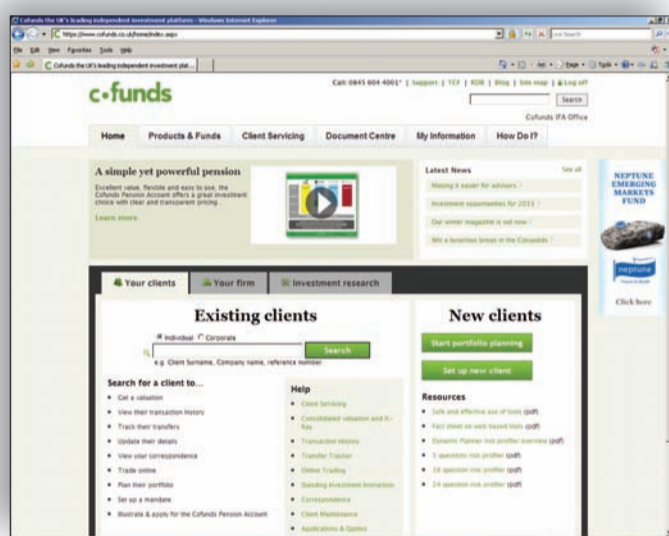 Cofunds the UK's leading independent investment platform - Windows Internet Explorer
https://www.cofunds.co.uk/home/index.aspx
Live Search
File Edit View Favorites Tools Help
Cofunds the UK's leading independent investment plat...
Page Tools
Call: 0845 604 4001* | Support | TCF | RDR | Blog | Site map | Log off
c•funds
Search
Cofunds IFA Office
Home Products & Funds Client Servicing Document Centre My Information How Do I?
A simple yet powerful pension
Excellent value, flexible and easy to use, the
Cofunds Pension Account offers a great investment
choice with clear and transparent pricing..
Learn more
Latest News See all
Making it easier for advisers
Investment opportunities for 2011
Our winter magazine is out now
Win a luxurious break in the Cotswolds
NEPTUNE
EMERGING
MARKETS
FUND
neptune
Click here
Your clients Your firm Investment research
Existing clients
Individual Corporate
Search
e.g. Client Surname, Company name, reference number
Search for a client to...
Get a valuation
View their transaction history
Track their transfers
Update their details
View your correspondence
Trade online
Plan their portfolio
Set up a mandate
Illustrate & apply for the Cofunds Pension Account
Help
Client Servicing
Consolidated valuation and X-
Ray
Transaction History
Transfer Tracker
Online Trading
Standing Investment Instruction
Correspondence
Client Maintenance
Applications & Quotes
New clients
Start portfolio planning
Set up new client
Resources
Safe and effective use of tools (pdf)
Fact sheet on web based tools (pdf)
Dynamic Planner risk profiler overview (pdf)
5 questions risk profiler (pdf)
10 question risk profiler (pdf)
24 question risk profiler (pdf)